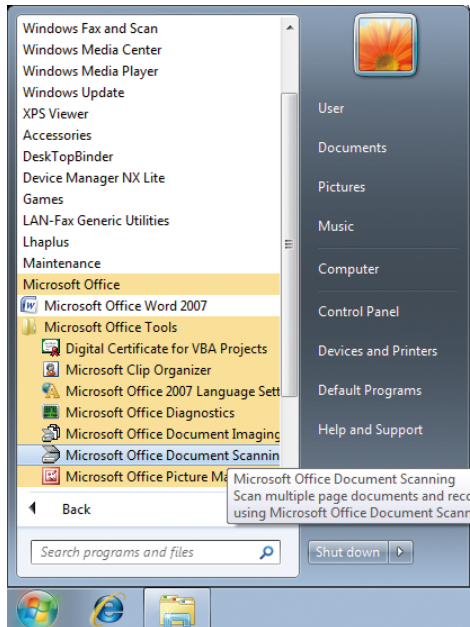 Windows Fax and Scan
Windows Media Center
Windows Media Player
Windows Update
XPS Viewer
Accessories
DeskTopBinder
Device Manager NX Lite
Games
LAN-Fax Generic Utilities
Lhaplus
Maintenance
Microsoft Office
Microsoft Office Word 2007
Microsoft Office Tools
Digital Certificate for VBA Projects
Microsoft Clip Organizer
Microsoft Office 2007 Language Sett
Microsoft Office Diagnostics
Microsoft Office Document Imaging
Microsoft Office Document Scannin
Microsoft Office Picture Ma
Back
Search programs and files
User
Documents
Pictures
Music
Computer
Control Panel
Devices and Printers
Default Programs
Help and Support
Microsoft Office Document Scanning
Scan multiple page documents and reco
using Microsoft Office Document Scann
Shut down